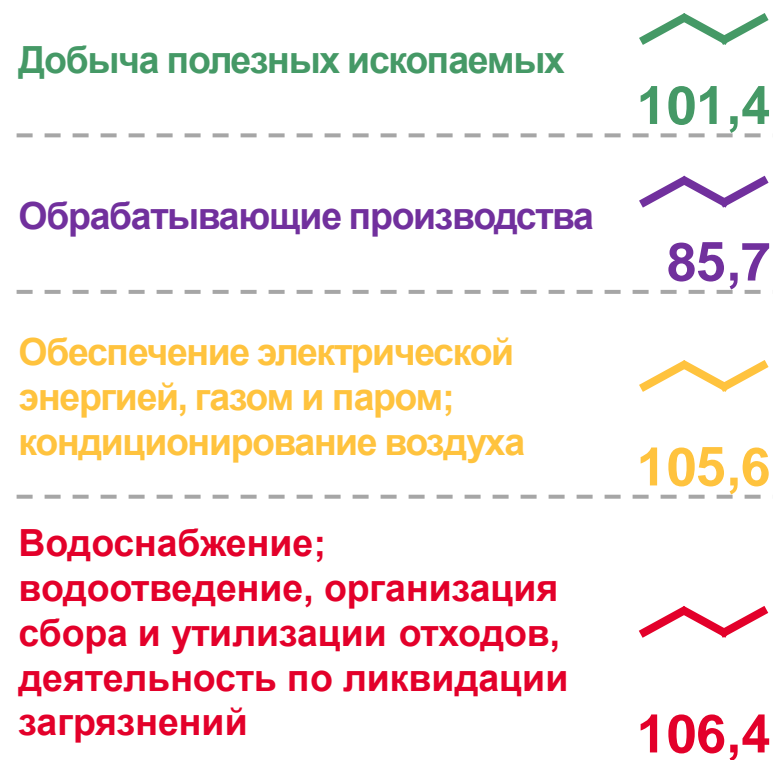 Добыча полезных ископаемых
101,4
Обрабатывающие производства
85,7
Обеспечение электрической
энергией, газом и паром;
кондиционирование воздуха
105,6
Водоснабжение;
водоотведение, организация
сбора и утилизации отходов,
деятельность по ликвидации
загрязнений
106,4